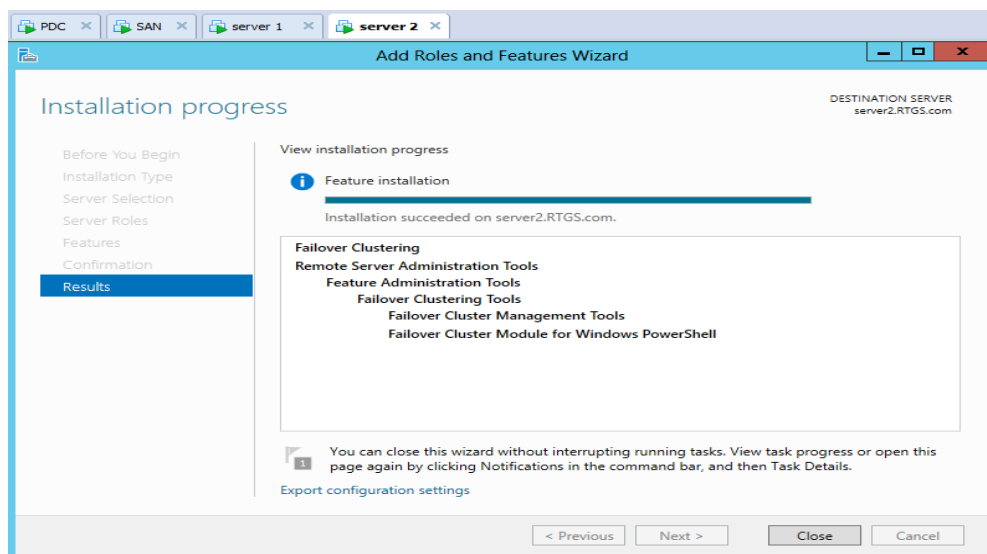 PDC
SAN
server 1
server 2
Add Roles and Features Wizard
Installation progress
DESTINATION SERVER
server2.RTGS.com
Before You Begin
Installation Type
Server Selection
Server Roles
Features
Confirmation
Results
View installation progress
Feature installation
Installation succeeded on server2.RTGS.com.
Failover Clustering
Remote Server Administration Tools
Feature Administration Tools
Failover Clustering Tools
Failover Cluster Management Tools
Failover Cluster Module for Windows PowerShell
1
You can close this wizard without interrupting running tasks. View task progress or open this
page again by clicking Notifications in the command bar, and then Task Details.
Export configuration settings
< Previous
Next >
Close
Cancel